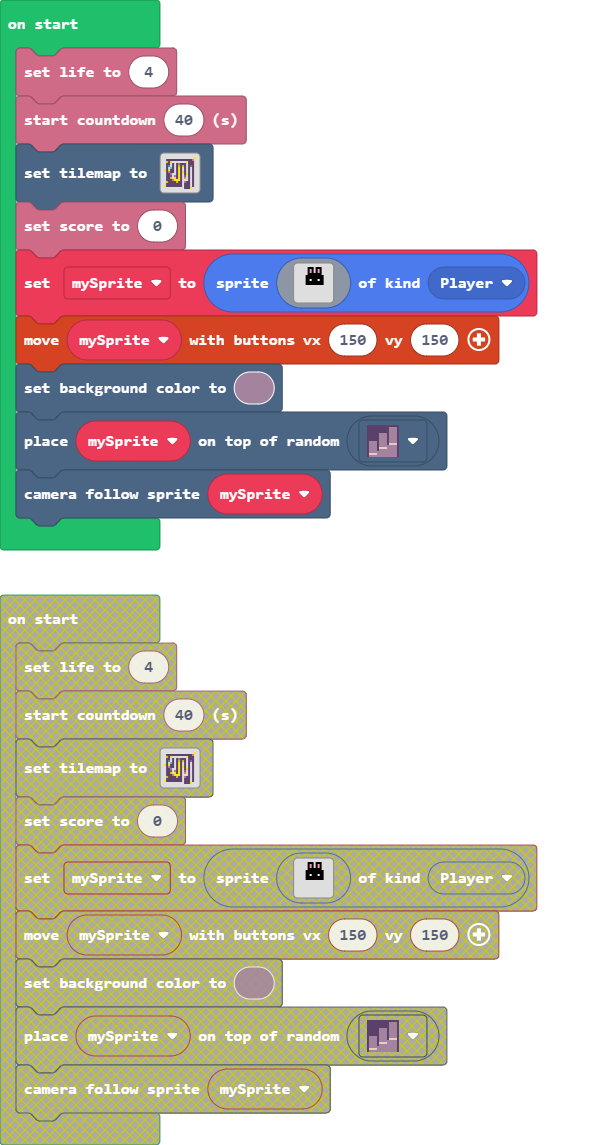 on start
set life to 4
start countdown 40 (s)
set tilemap to
set score to 0
set mySprite to sprite of kind Player
move mySprite with buttons vx 150 vy 150
set background color to
place mySprite on top of random
camera follow sprite mySprite
on start
set life to 4
start countdown 40 (s)
set tilemap to
set score to 0
set mySprite to sprite of kind Player
move mySprite with buttons vx 150 vy 150
set background color to
place mySprite on top of random
camera follow sprite mySprite